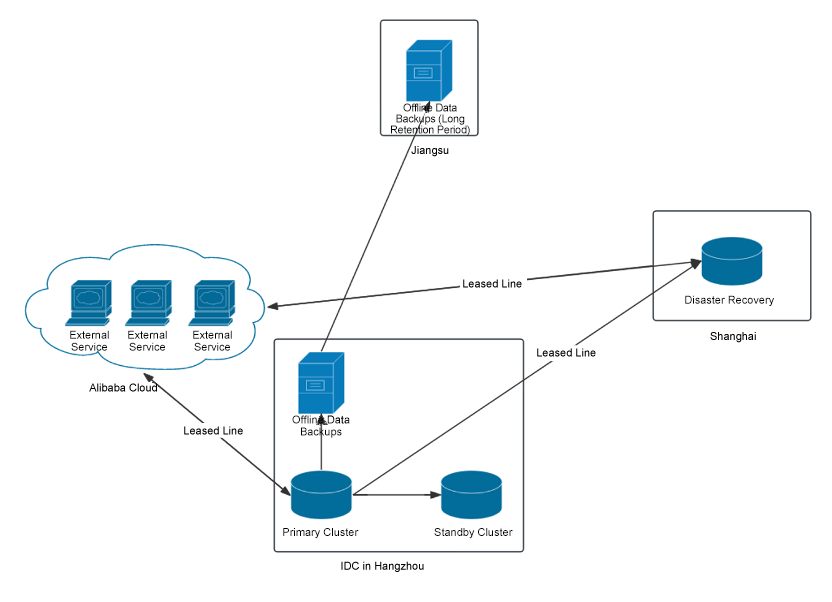 Offline Data
Backups (Long
Retention Period)
Jiangsu
Leased Line
Disaster Recovery
Shanghai
External
Service
External
Service
External
Service
Alibaba Cloud
Leased Line
Leased Line
Offline Data
Backups
Primary Cluster
Standby Cluster
IDC in Hangzhou